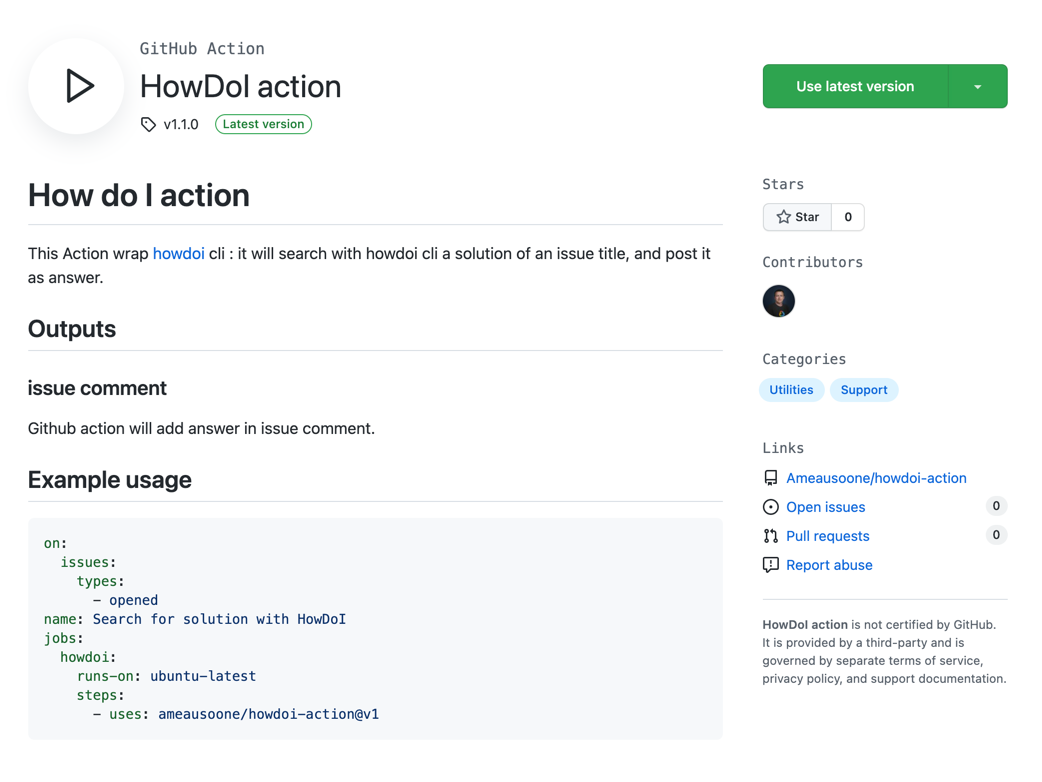 GitHub Action
HowDoI action
v1.1.0 Latest version
Use latest version
How do I action
This Action wrap howdoi cli : it will search with howdoi cli a solution of an issue title, and post it
as answer.
Outputs
issue comment
Github action will add answer in issue comment.
Example usage
on:
  issues:
    types:
      - opened
name: Search for solution with HowDoI
jobs:
  howdoi:
    runs-on: ubuntu-latest
    steps:
      - uses: ameausoone/howdoi-action@v1
Stars
Star 0
Contributors
Categories
Utilities Support
Links
Ameausoone/howdoi-action
Open issues 0
Pull requests 0
Report abuse
HowDoI action is not certified by GitHub.
It is provided by a third-party and is
governed by separate terms of service,
privacy policy, and support documentation.